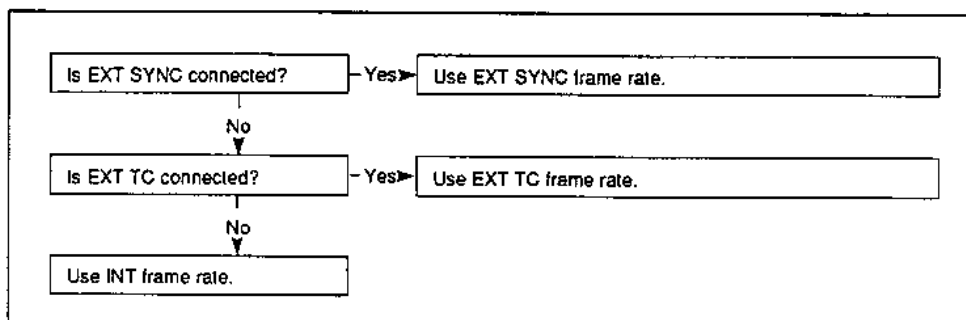 Is EXT SYNC connected?
Yes
Use EXT SYNC frame rate.
No
Is EXT TC connected?
Yes
Use EXT TC frame rate.
No
Use INT frame rate.